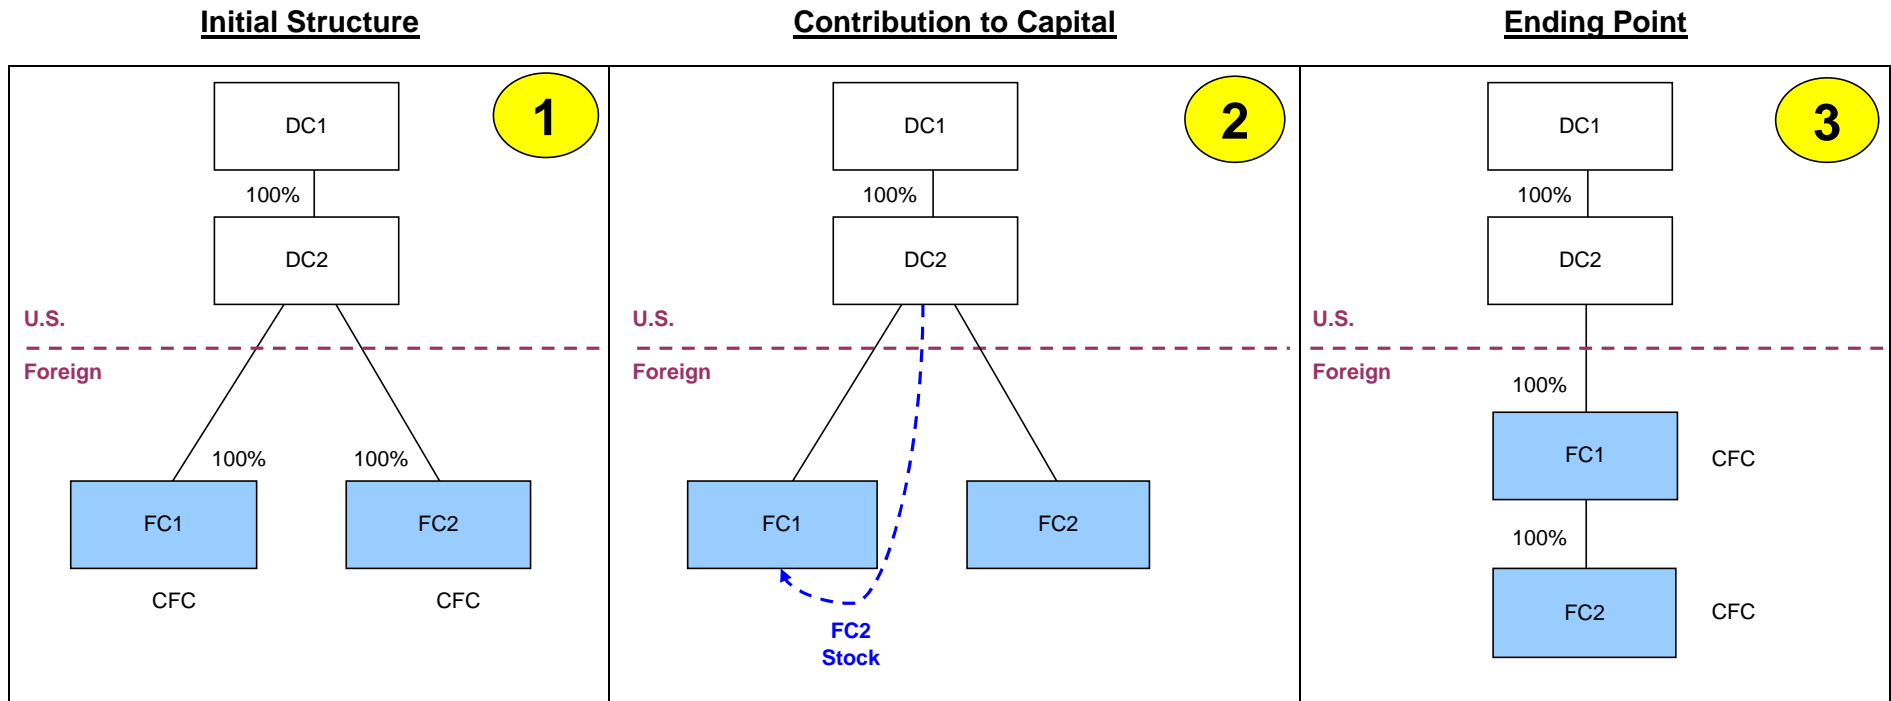 Initial Structure
Contribution to Capital
Ending Point
1
DC1
100%
DC2
U.S.
Foreign
100%
100%
FC1
FC2
CFC
CFC
2
DC1
100%
DC2
U.S.
Foreign
FC1
FC2
FC2
Stock
3
DC1
100%
DC2
U.S.
Foreign
100%
FC1
CFC
100%
FC2
CFC